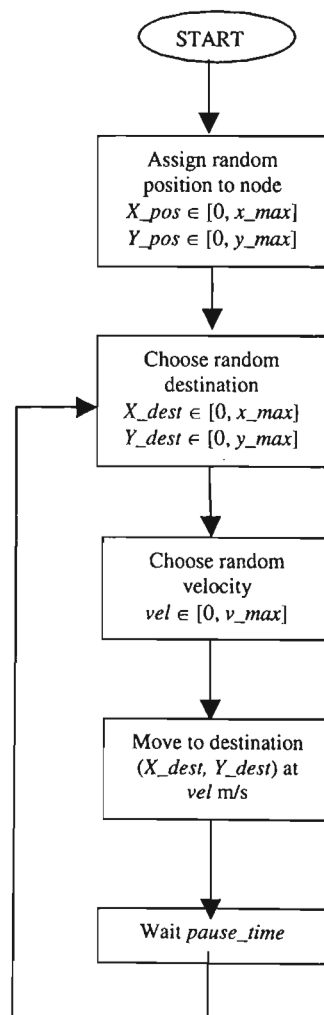 START
Assign random
position to node
X_pos ∈ [0, x_max]
Y_pos ∈ [0, y_max]
Choose random
destination
X_dest ∈ [0, x_max]
Y_dest ∈ [0, y_max]
Choose random
velocity
vel ∈ [0, v_max]
Move to destination
(X_dest, Y_dest) at
vel m/s
Wait pause_time